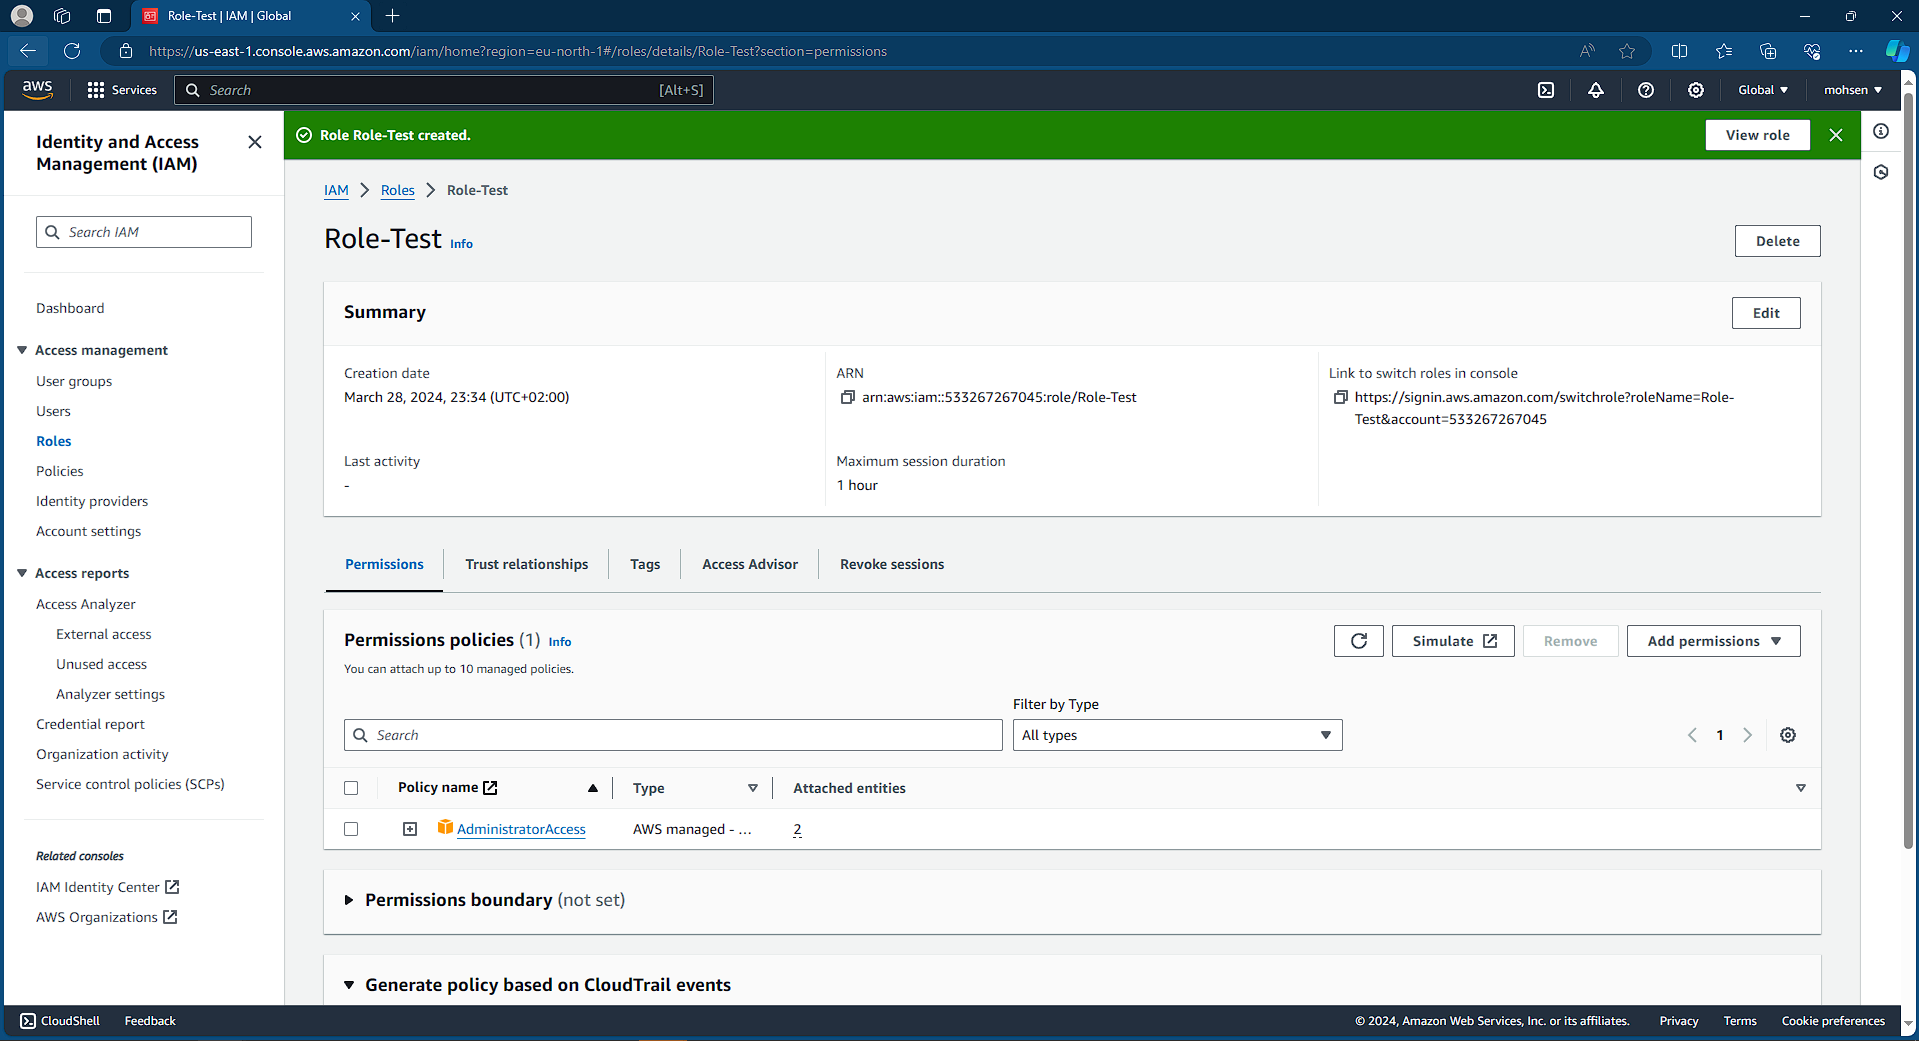 Role-Test | IAM | Global
https://us-east-1.console.aws.amazon.com/iam/home?region=eu-north-1#/roles/details/Role-Test?section=permissions
aws
Services
Search
[Alt+S]
Global
mohsen
Identity and Access
Management (IAM)
Search IAM
Dashboard
Access management
User groups
Users
Roles
Policies
Identity providers
Account settings
Access reports
Access Analyzer
External access
Unused access
Analyzer settings
Credential report
Organization activity
Service control policies (SCPs)
Related consoles
IAM Identity Center
AWS Organizations
Role Role-Test created.
View role
IAM
Roles
Role-Test
Role-Test Info
Delete
Summary
Edit
Creation date
March 28, 2024, 23:34 (UTC+02:00)
ARN
arn:aws:iam::533267267045:role/Role-Test
Link to switch roles in console
https://signin.aws.amazon.com/switchrole?roleName=Role-
Test&account=533267267045
Last activity
-
Maximum session duration
1 hour
Permissions
Trust relationships
Tags
Access Advisor
Revoke sessions
Permissions policies (1) Info
You can attach up to 10 managed policies.
Simulate
Remove
Add permissions
Search
Filter by Type
All types
1
Policy name
Type
Attached entities
AdministratorAccess
AWS managed - ...
2
Permissions boundary (not set)
Generate policy based on CloudTrail events
CloudShell
Feedback
© 2024, Amazon Web Services, Inc. or its affiliates.
Privacy
Terms
Cookie preferences